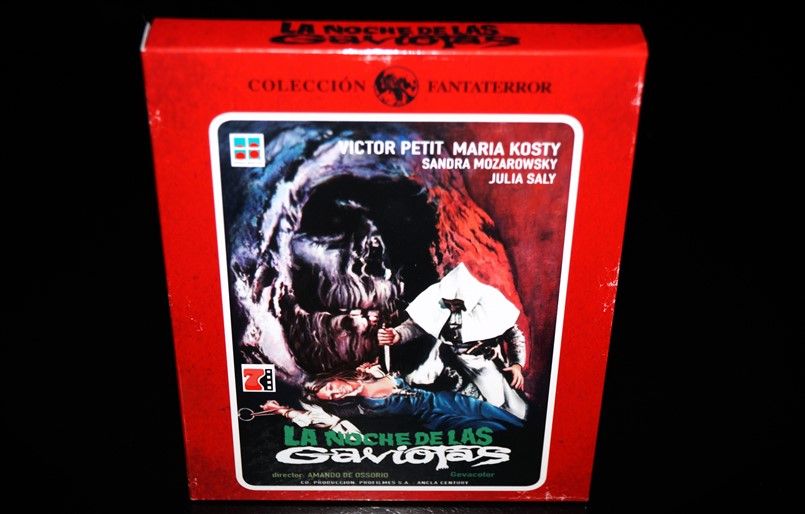 LA NOCHE DE LAS
Gaviotas
COLECCIÓN FANTATERROR
VICTOR PETIT MARIA KOSTY
SANDRA MOZAROWSKY
JULIA SALY
LA NOCHE DE LAS
Gaviotas
director: AMANDO DE OSSORIO Gevacolor
CO. PRODUCCION: PROFILMES S.A. - ANCLA CENTURY